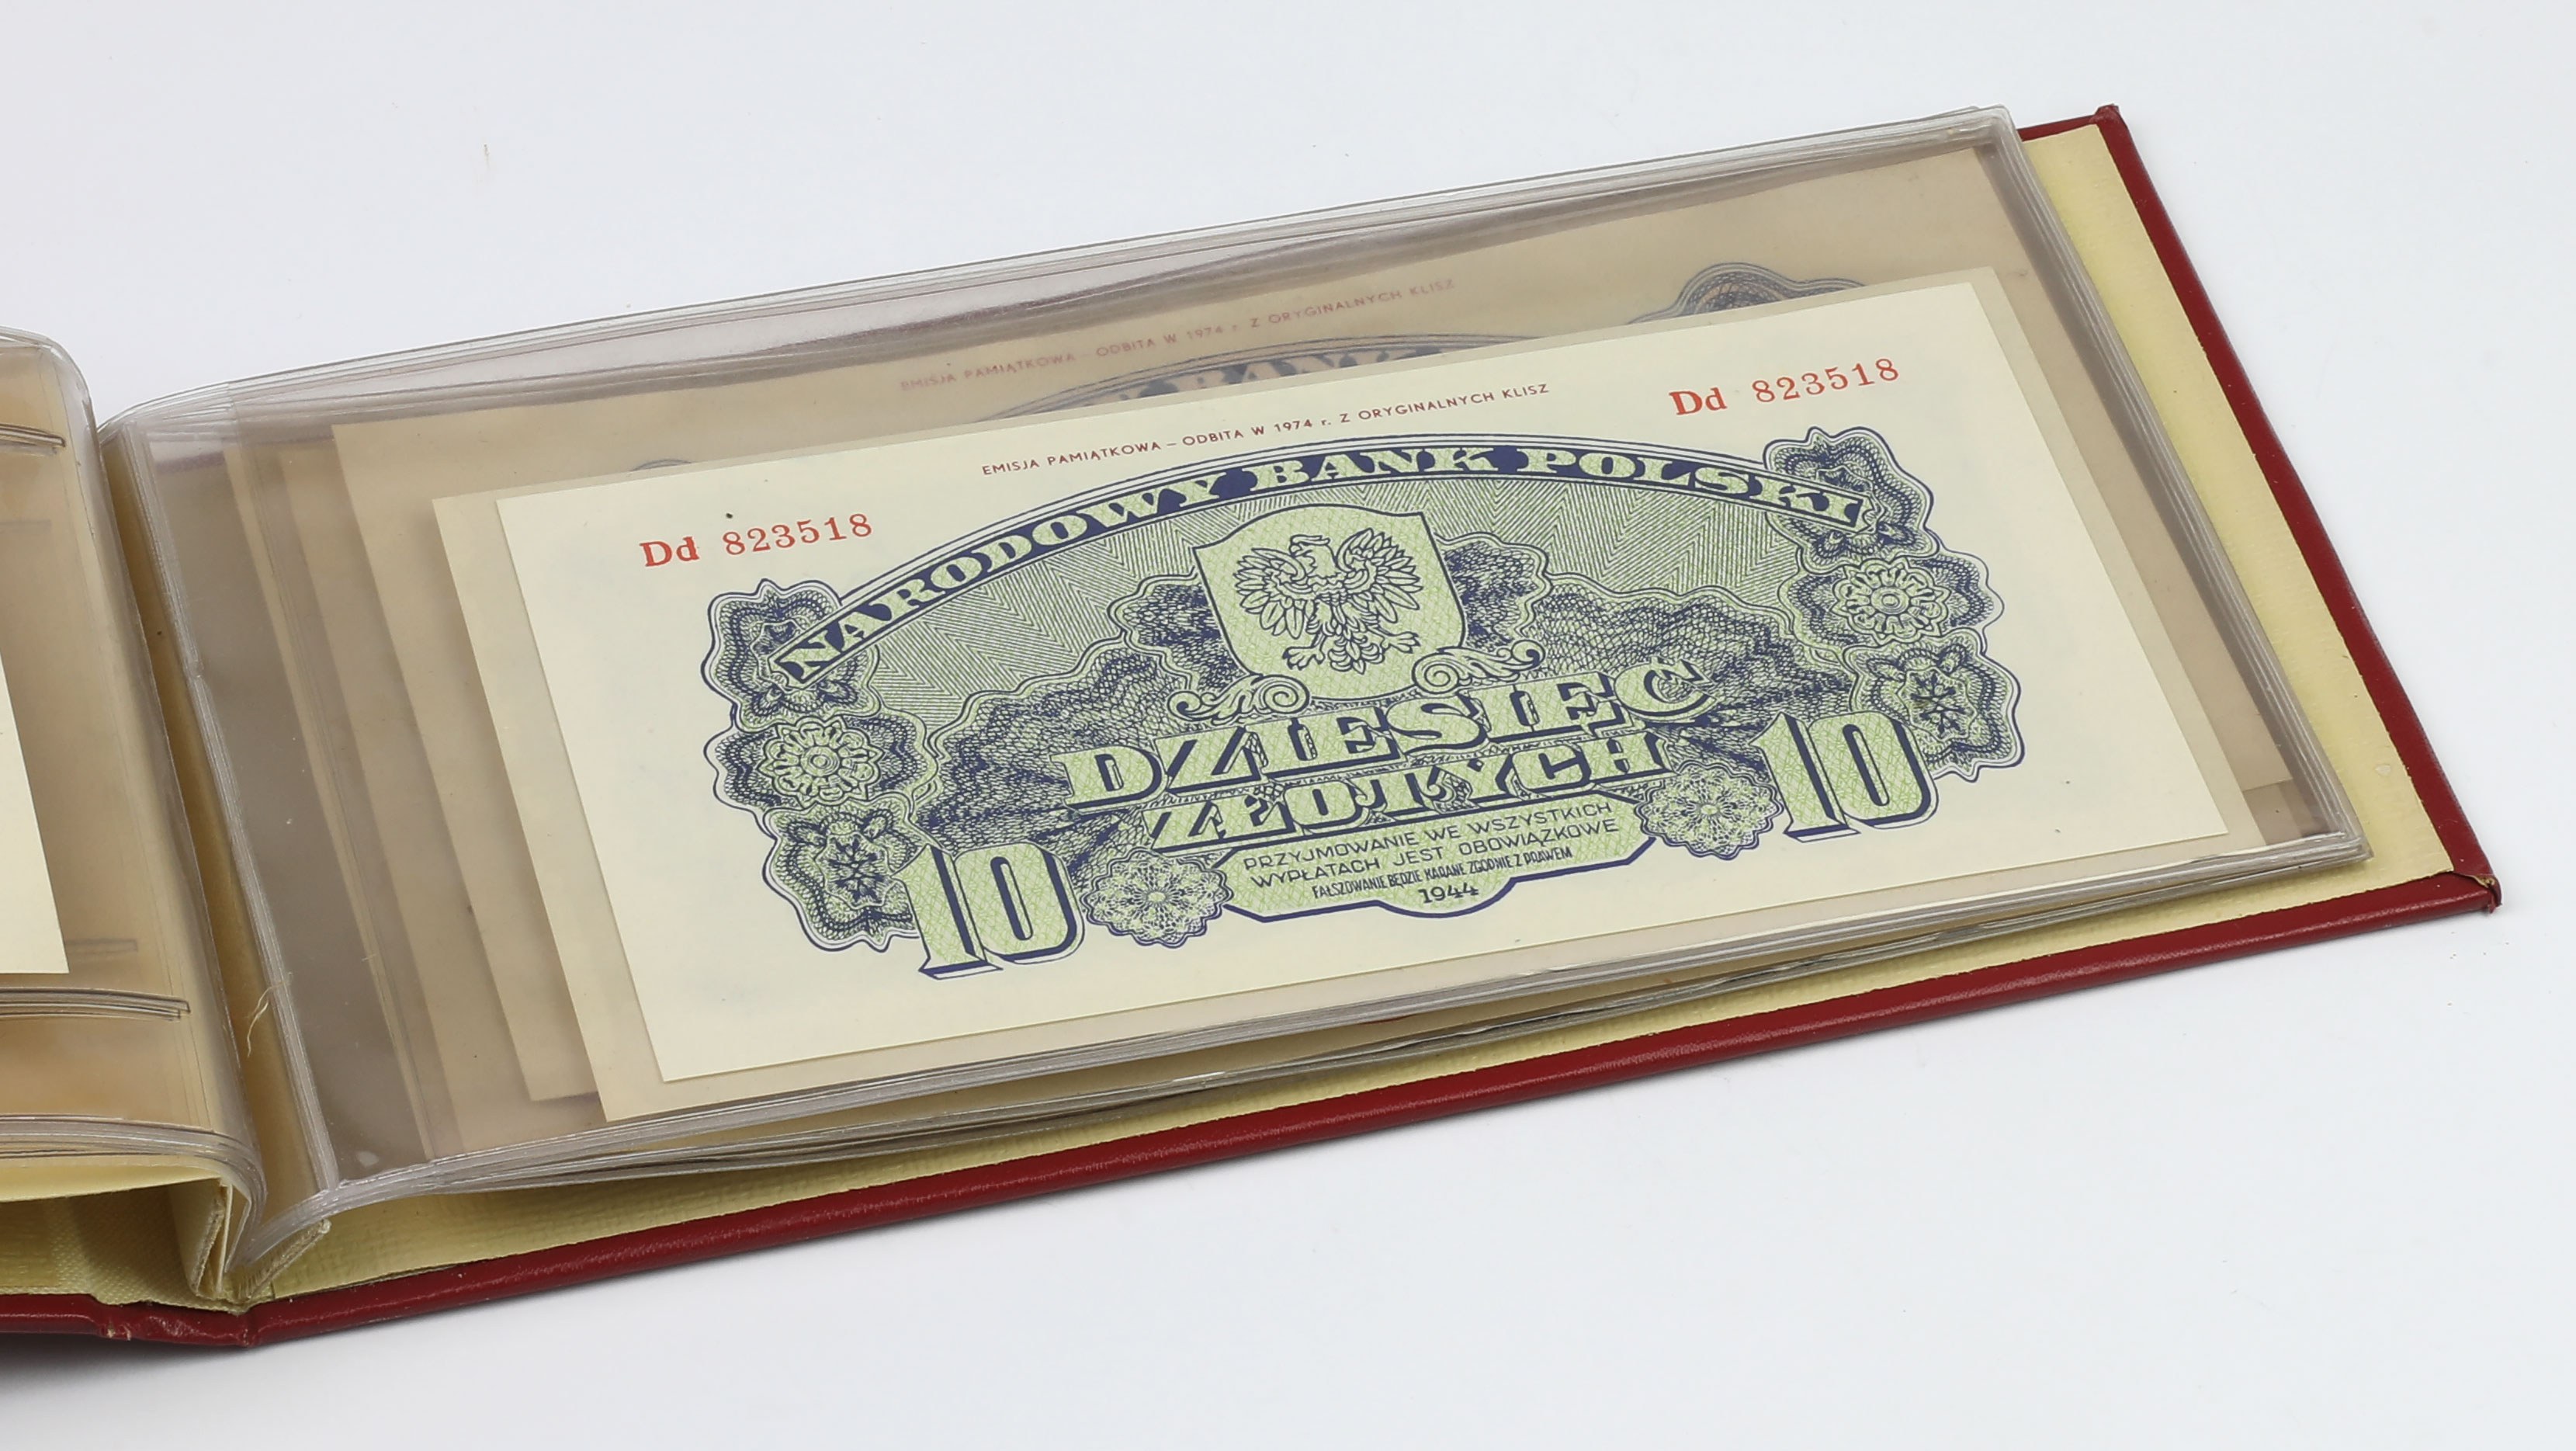 EMISJA PAMIĄTKOWA – ODBITA W 1974 r. Z ORYGINALNYCH KLISZ
BANK
EMISJA PAMIĄTKOWA – ODBITA W 1974 r. Z ORYGINALNYCH KLISZ
Dd 823518
Dd 823518
NARODOWY BANK POLSKI
DZIESIĘĆ
ZŁOTYCH
10
10
PRZYJMOWANIE WE WSZYSTKICH
WYPŁATACH JEST OBOWIĄZKOWE
FAŁSZOWANIE BĘDZIE KARANE ZGODNIE Z PRAWEM
1944